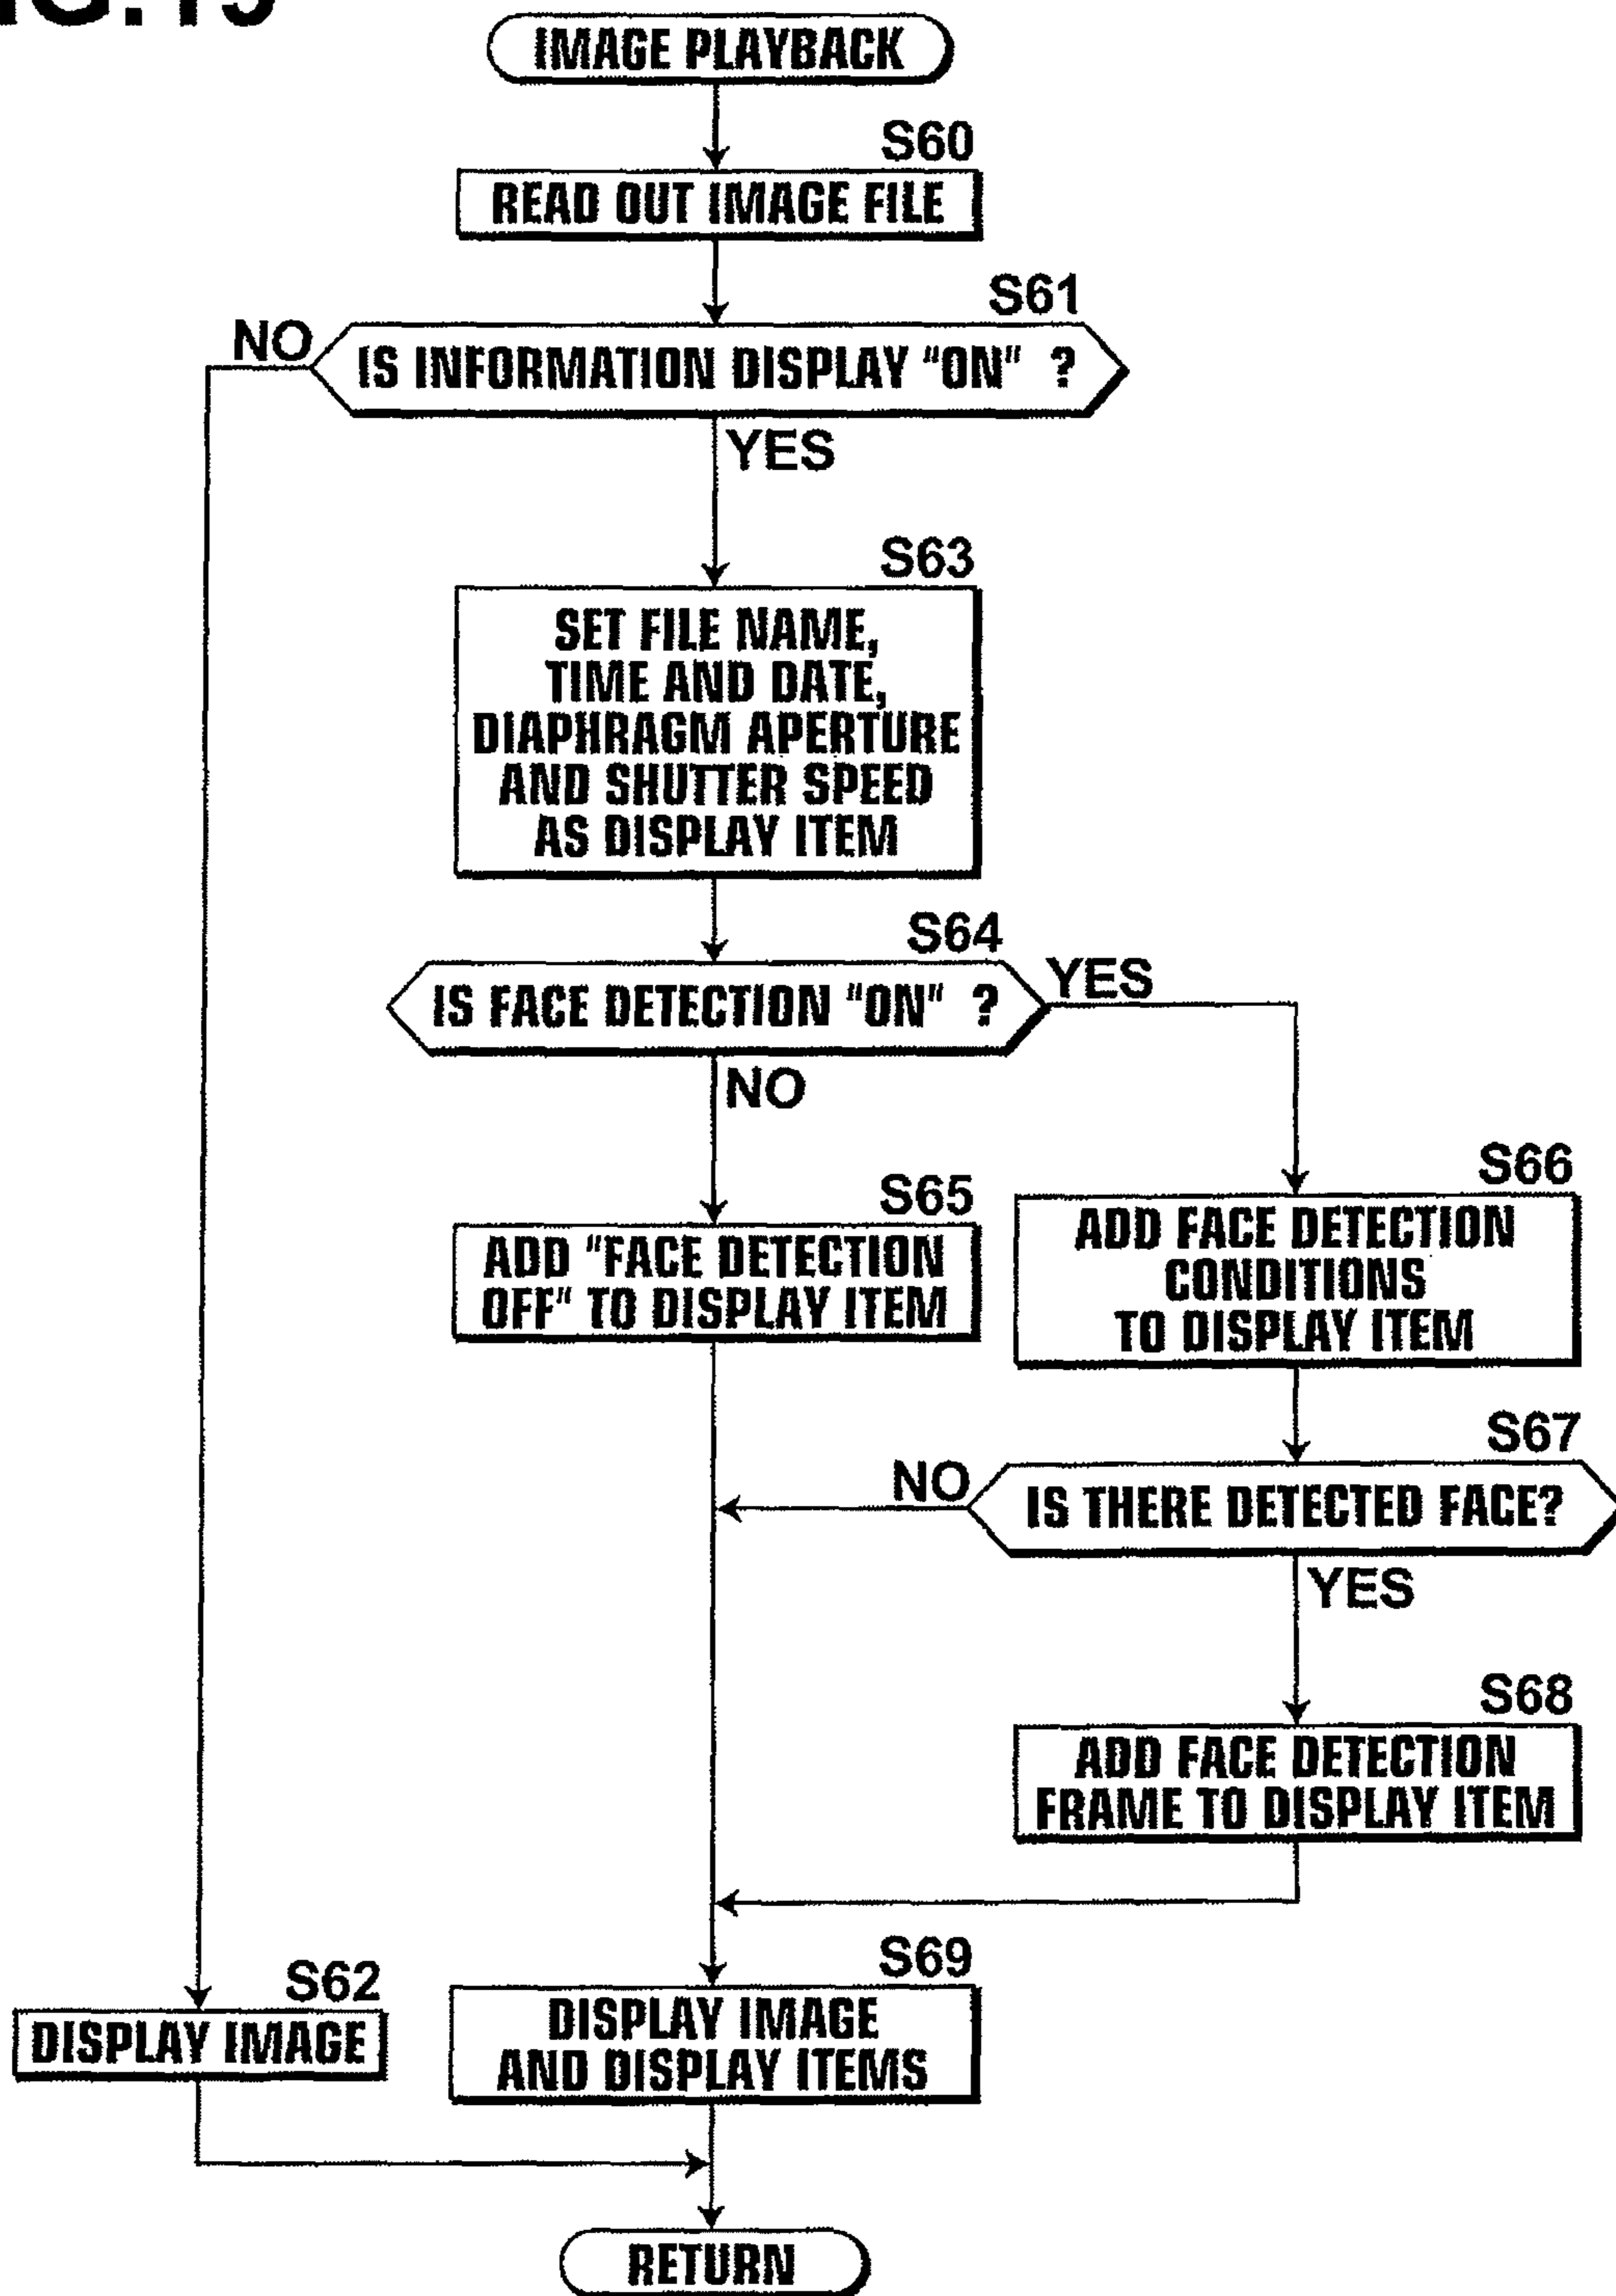 IMAGE PLAYBACK
S60
READ OUT IMAGE FILE
S61
NO
IS INFORMATION DISPLAY "ON" ?
YES
S63
SET FILE NAME,
TIME AND DATE,
DIAPHRAGM APERTURE
AND SHUTTER SPEED
AS DISPLAY ITEM
S64
IS FACE DETECTION "ON" ?
YES
NO
S65
ADD "FACE DETECTION
OFF" TO DISPLAY ITEM
S66
ADD FACE DETECTION
CONDITIONS
TO DISPLAY ITEM
S67
NO
IS THERE DETECTED FACE?
YES
S68
ADD FACE DETECTION
FRAME TO DISPLAY ITEM
S62
DISPLAY IMAGE
S69
DISPLAY IMAGE
AND DISPLAY ITEMS
RETURN